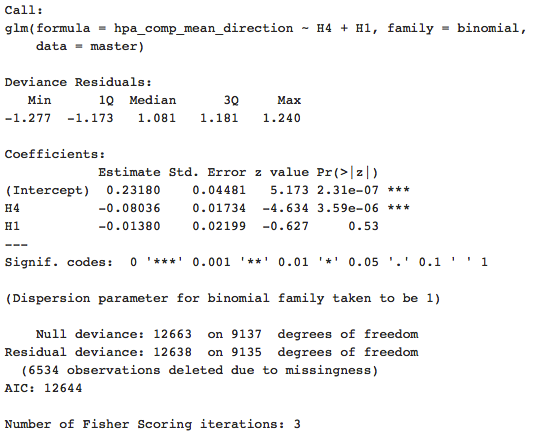 Call:
glm(formula = hpa_comp_mean_direction ~ H4 + H1, family = binomial,
    data = master)
Deviance Residuals:
   Min      1Q  Median      3Q     Max
-1.277  -1.173   1.081   1.181   1.240
Coefficients:
            Estimate Std. Error z value Pr(>|z|)
(Intercept)  0.23180    0.04481   5.173 2.31e-07 ***
H4          -0.08036    0.01734  -4.634 3.59e-06 ***
H1          -0.01380    0.02199  -0.627     0.53
---
Signif. codes:  0 '***' 0.001 '**' 0.01 '*' 0.05 '.' 0.1 ' ' 1
(Dispersion parameter for binomial family taken to be 1)
    Null deviance: 12663  on 9137  degrees of freedom
Residual deviance: 12638  on 9135  degrees of freedom
  (6534 observations deleted due to missingness)
AIC: 12644
Number of Fisher Scoring iterations: 3